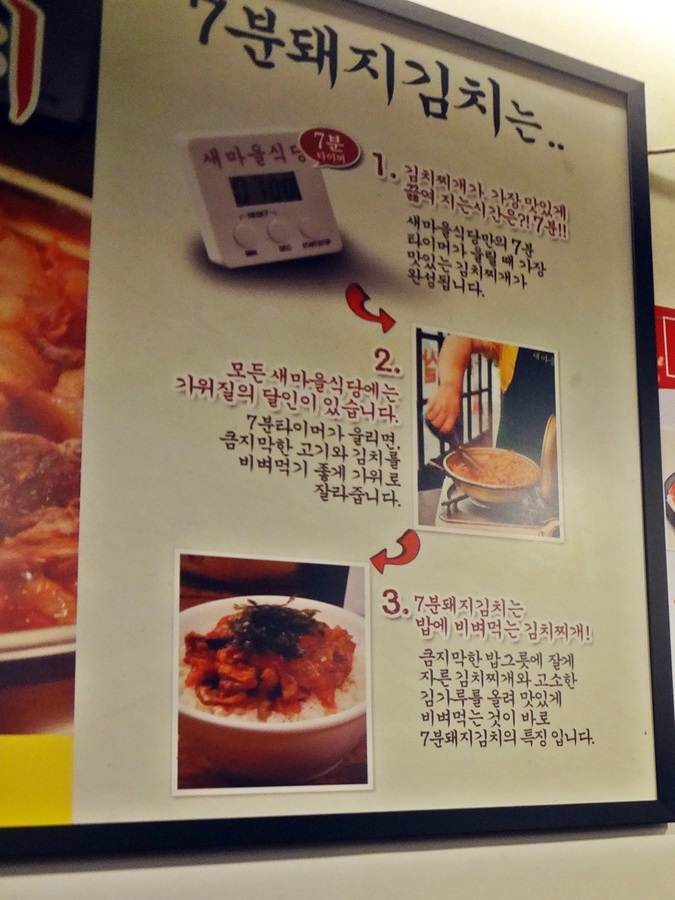 7분돼지김치는..
새마을식당
7분
타이머
1. 김치찌개가 가장 맛있게
끓여 지는시간은?! 7분!!
새마을식당만의 7분
타이머가 울릴 때 가장
맛있는 김치찌개가
완성됩니다.
2.
모든 새마을식당에는
가위질의 달인이 있습니다.
7분타이머가 울리면,
큼지막한 고기와 김치를
비벼먹기 좋게 가위로
잘라줍니다.
3. 7분돼지김치는
밥에 비벼먹는 김치찌개!
큼지막한 밥그릇에 잘게
자른 김치찌개와 고소한
김가루를 올려 맛있게
비벼먹는 것이 바로
7분돼지김치의 특징 입니다.